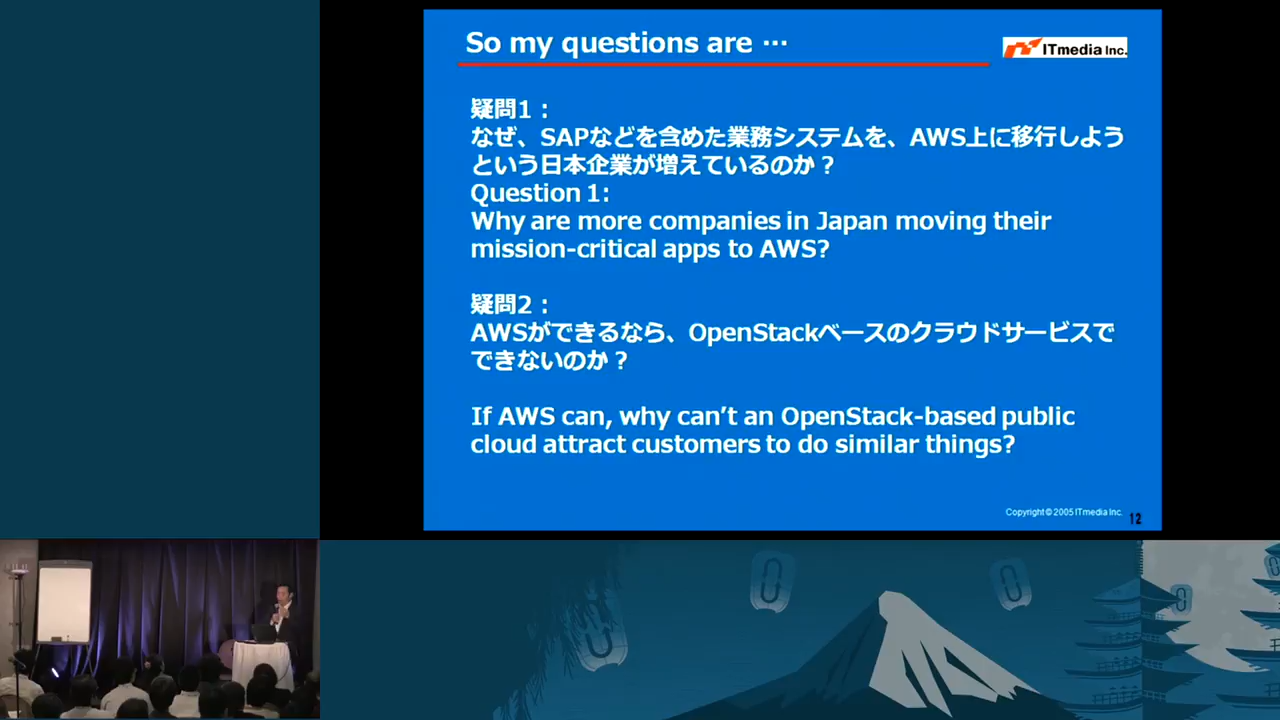 So my questions are …
ITmedia Inc.
疑問1：
なぜ、SAPなどを含めた業務システムを、AWS上に移行しよう
という日本企業が増えているのか？
Question 1:
Why are more companies in Japan moving their
mission-critical apps to AWS?
疑問2：
AWSができるなら、OpenStackベースのクラウドサービスで
できないのか？
If AWS can, why can’t an OpenStack-based public
cloud attract customers to do similar things?
Copyright © 2005 ITmedia Inc.
12